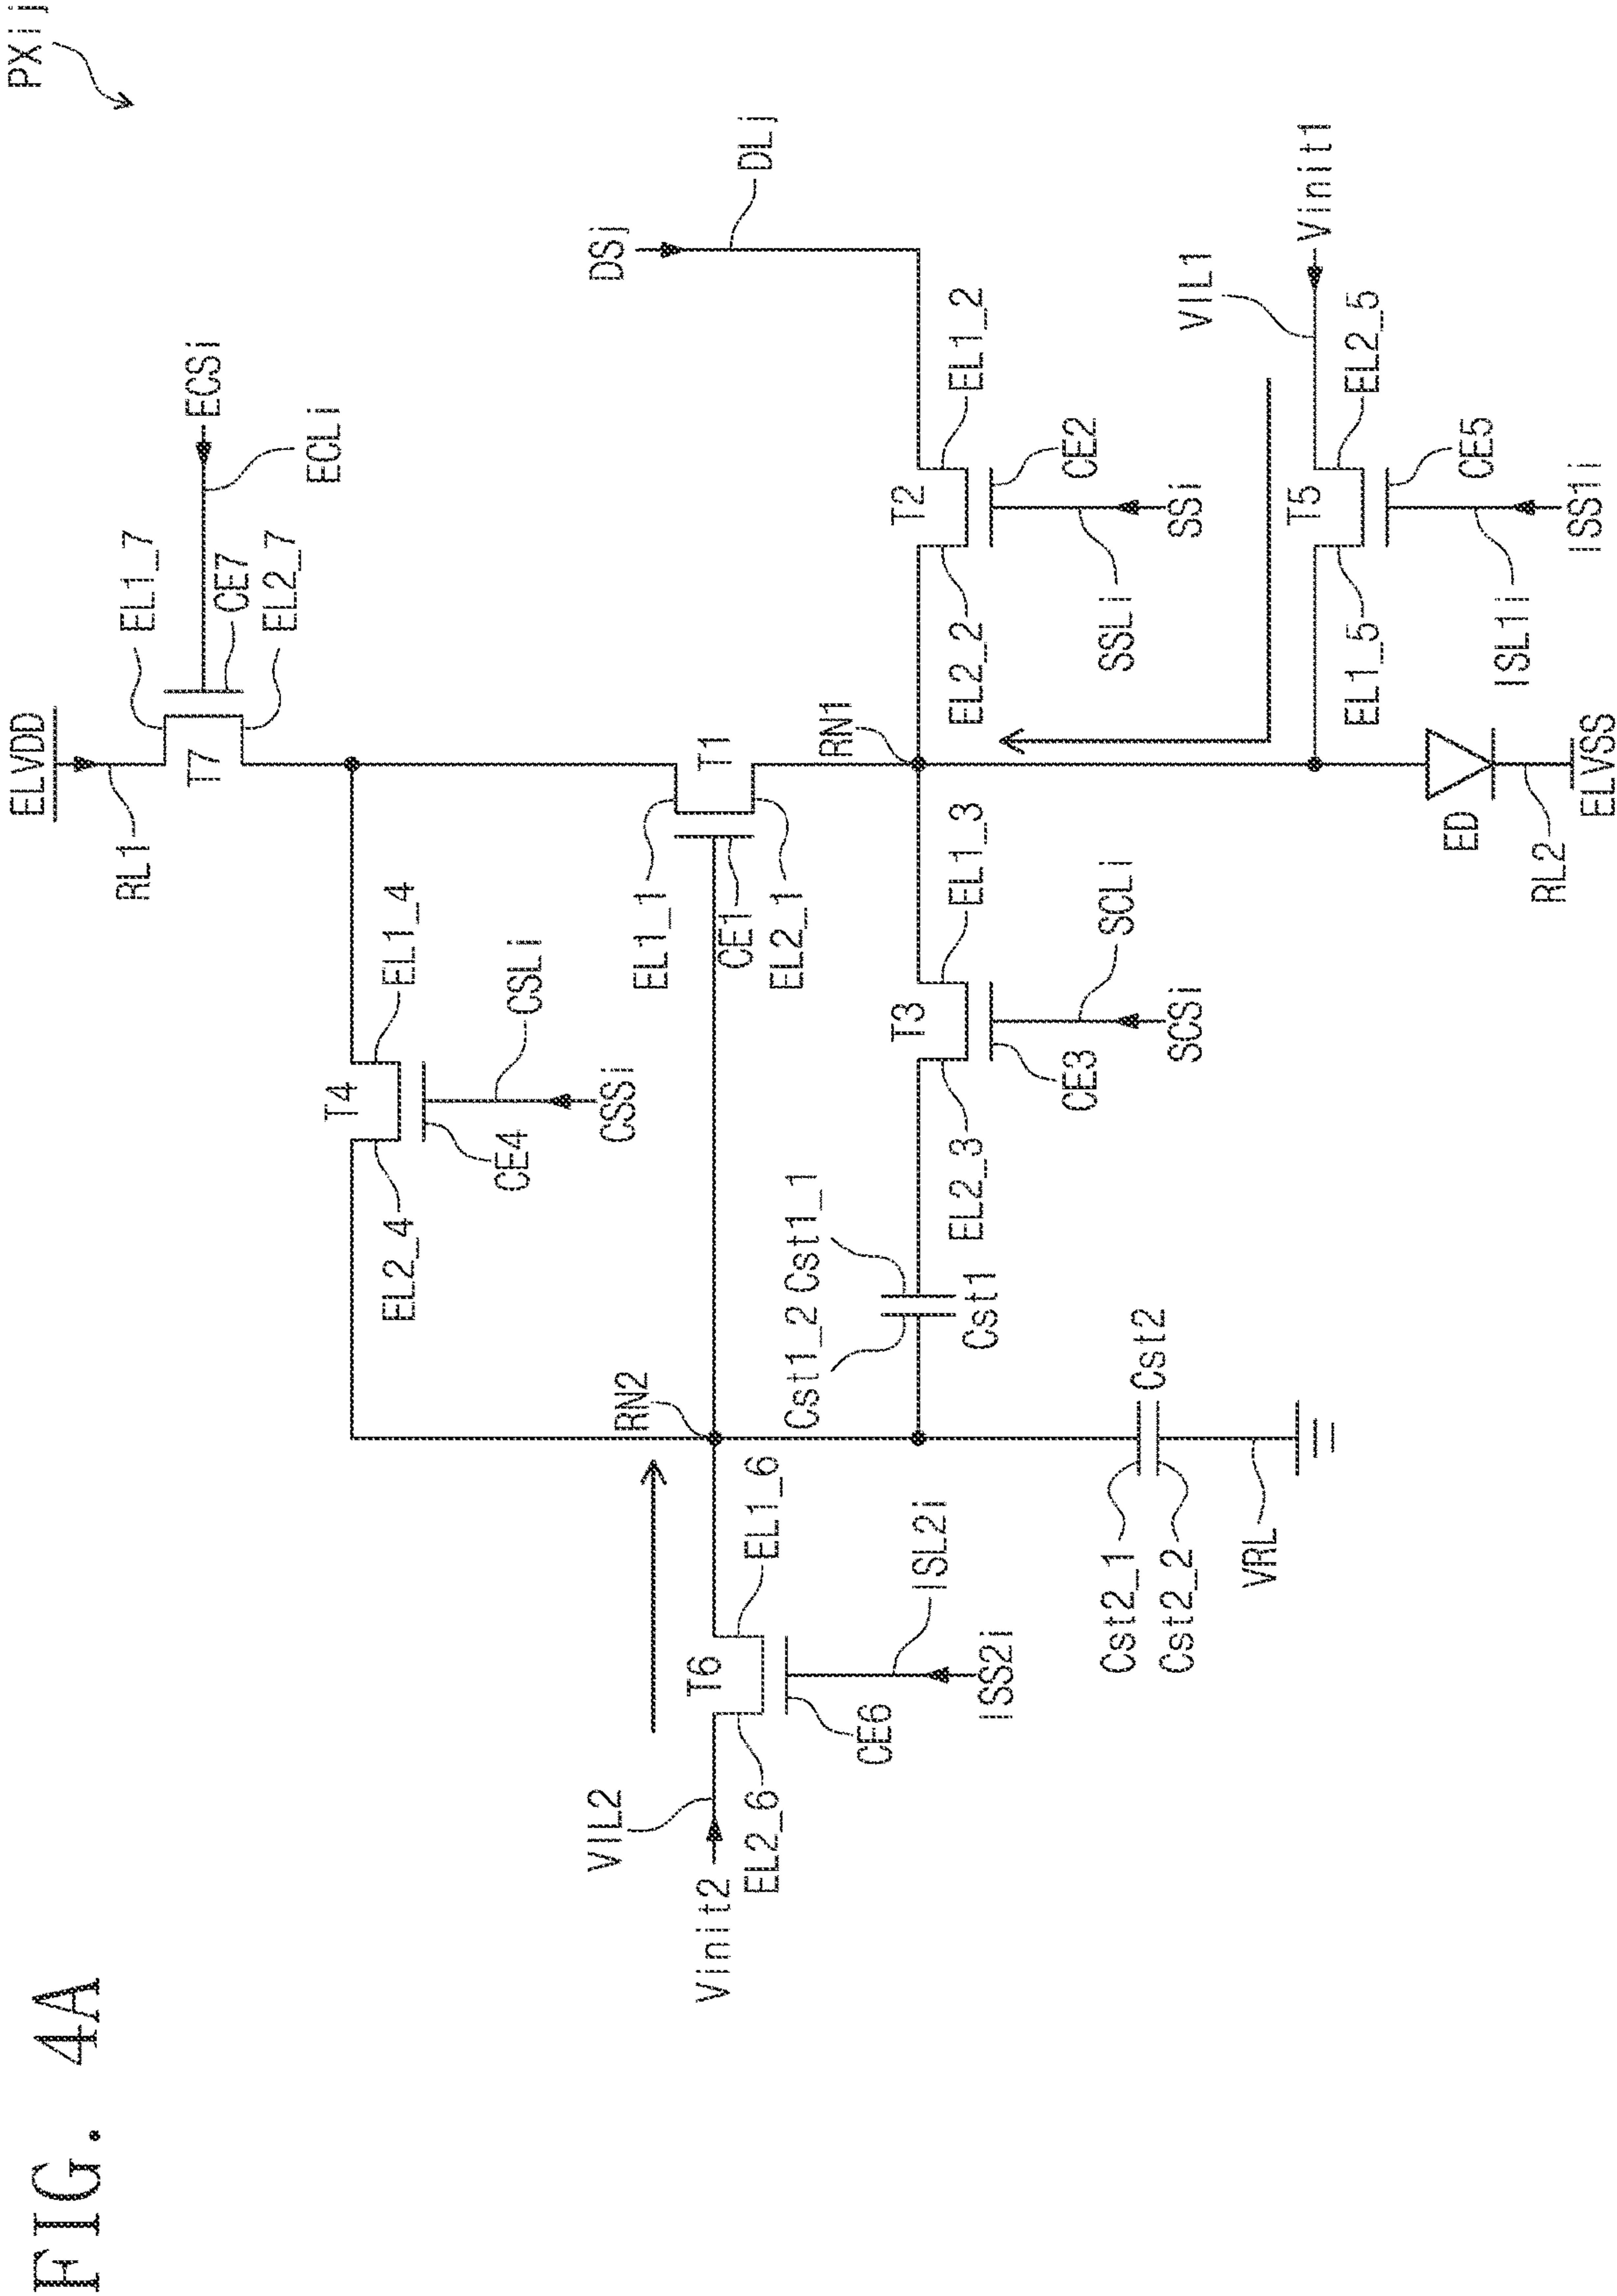 FIG. 4A
PXij
ELVDD
RL1
EL1_7
T7
CE7
EL2_7
ECSi
ECLi
T4
EL2_4
EL1_4
CE4
CSLi
CSSi
DSj
DLj
RN2
EL1_1
T1
CE1
EL2_1
VIL2
Vinit2
T6
EL2_6
EL1_6
CE6
ISL2i
ISS2i
RN1
Cst1_2
Cst1_1
Cst1
T3
EL2_3
EL1_3
CE3
SCLi
SCSi
T2
EL2_2
EL1_2
CE2
SSLi
SSi
Cst2
Cst2_1
Cst2_2
VRL
VIL1
Vinit1
T5
EL1_5
EL2_5
CE5
ISL1i
ISS1i
ED
RL2
ELVSS